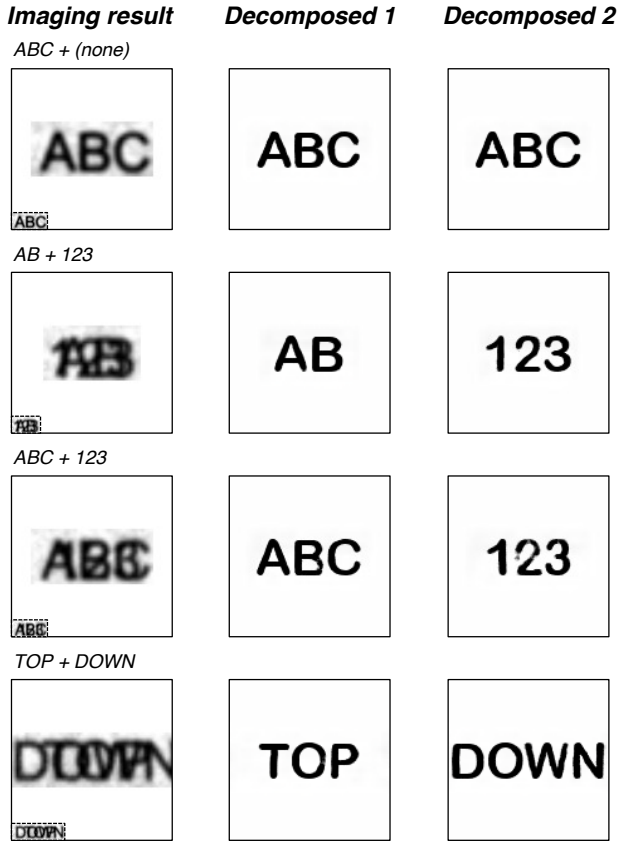 Imaging result Decomposed 1 Decomposed 2
ABC + (none)
ABC ABC ABC
ABC
AB + 123
AB 123
ABC + 123
ABC 123
TOP + DOWN
TOP DOWN